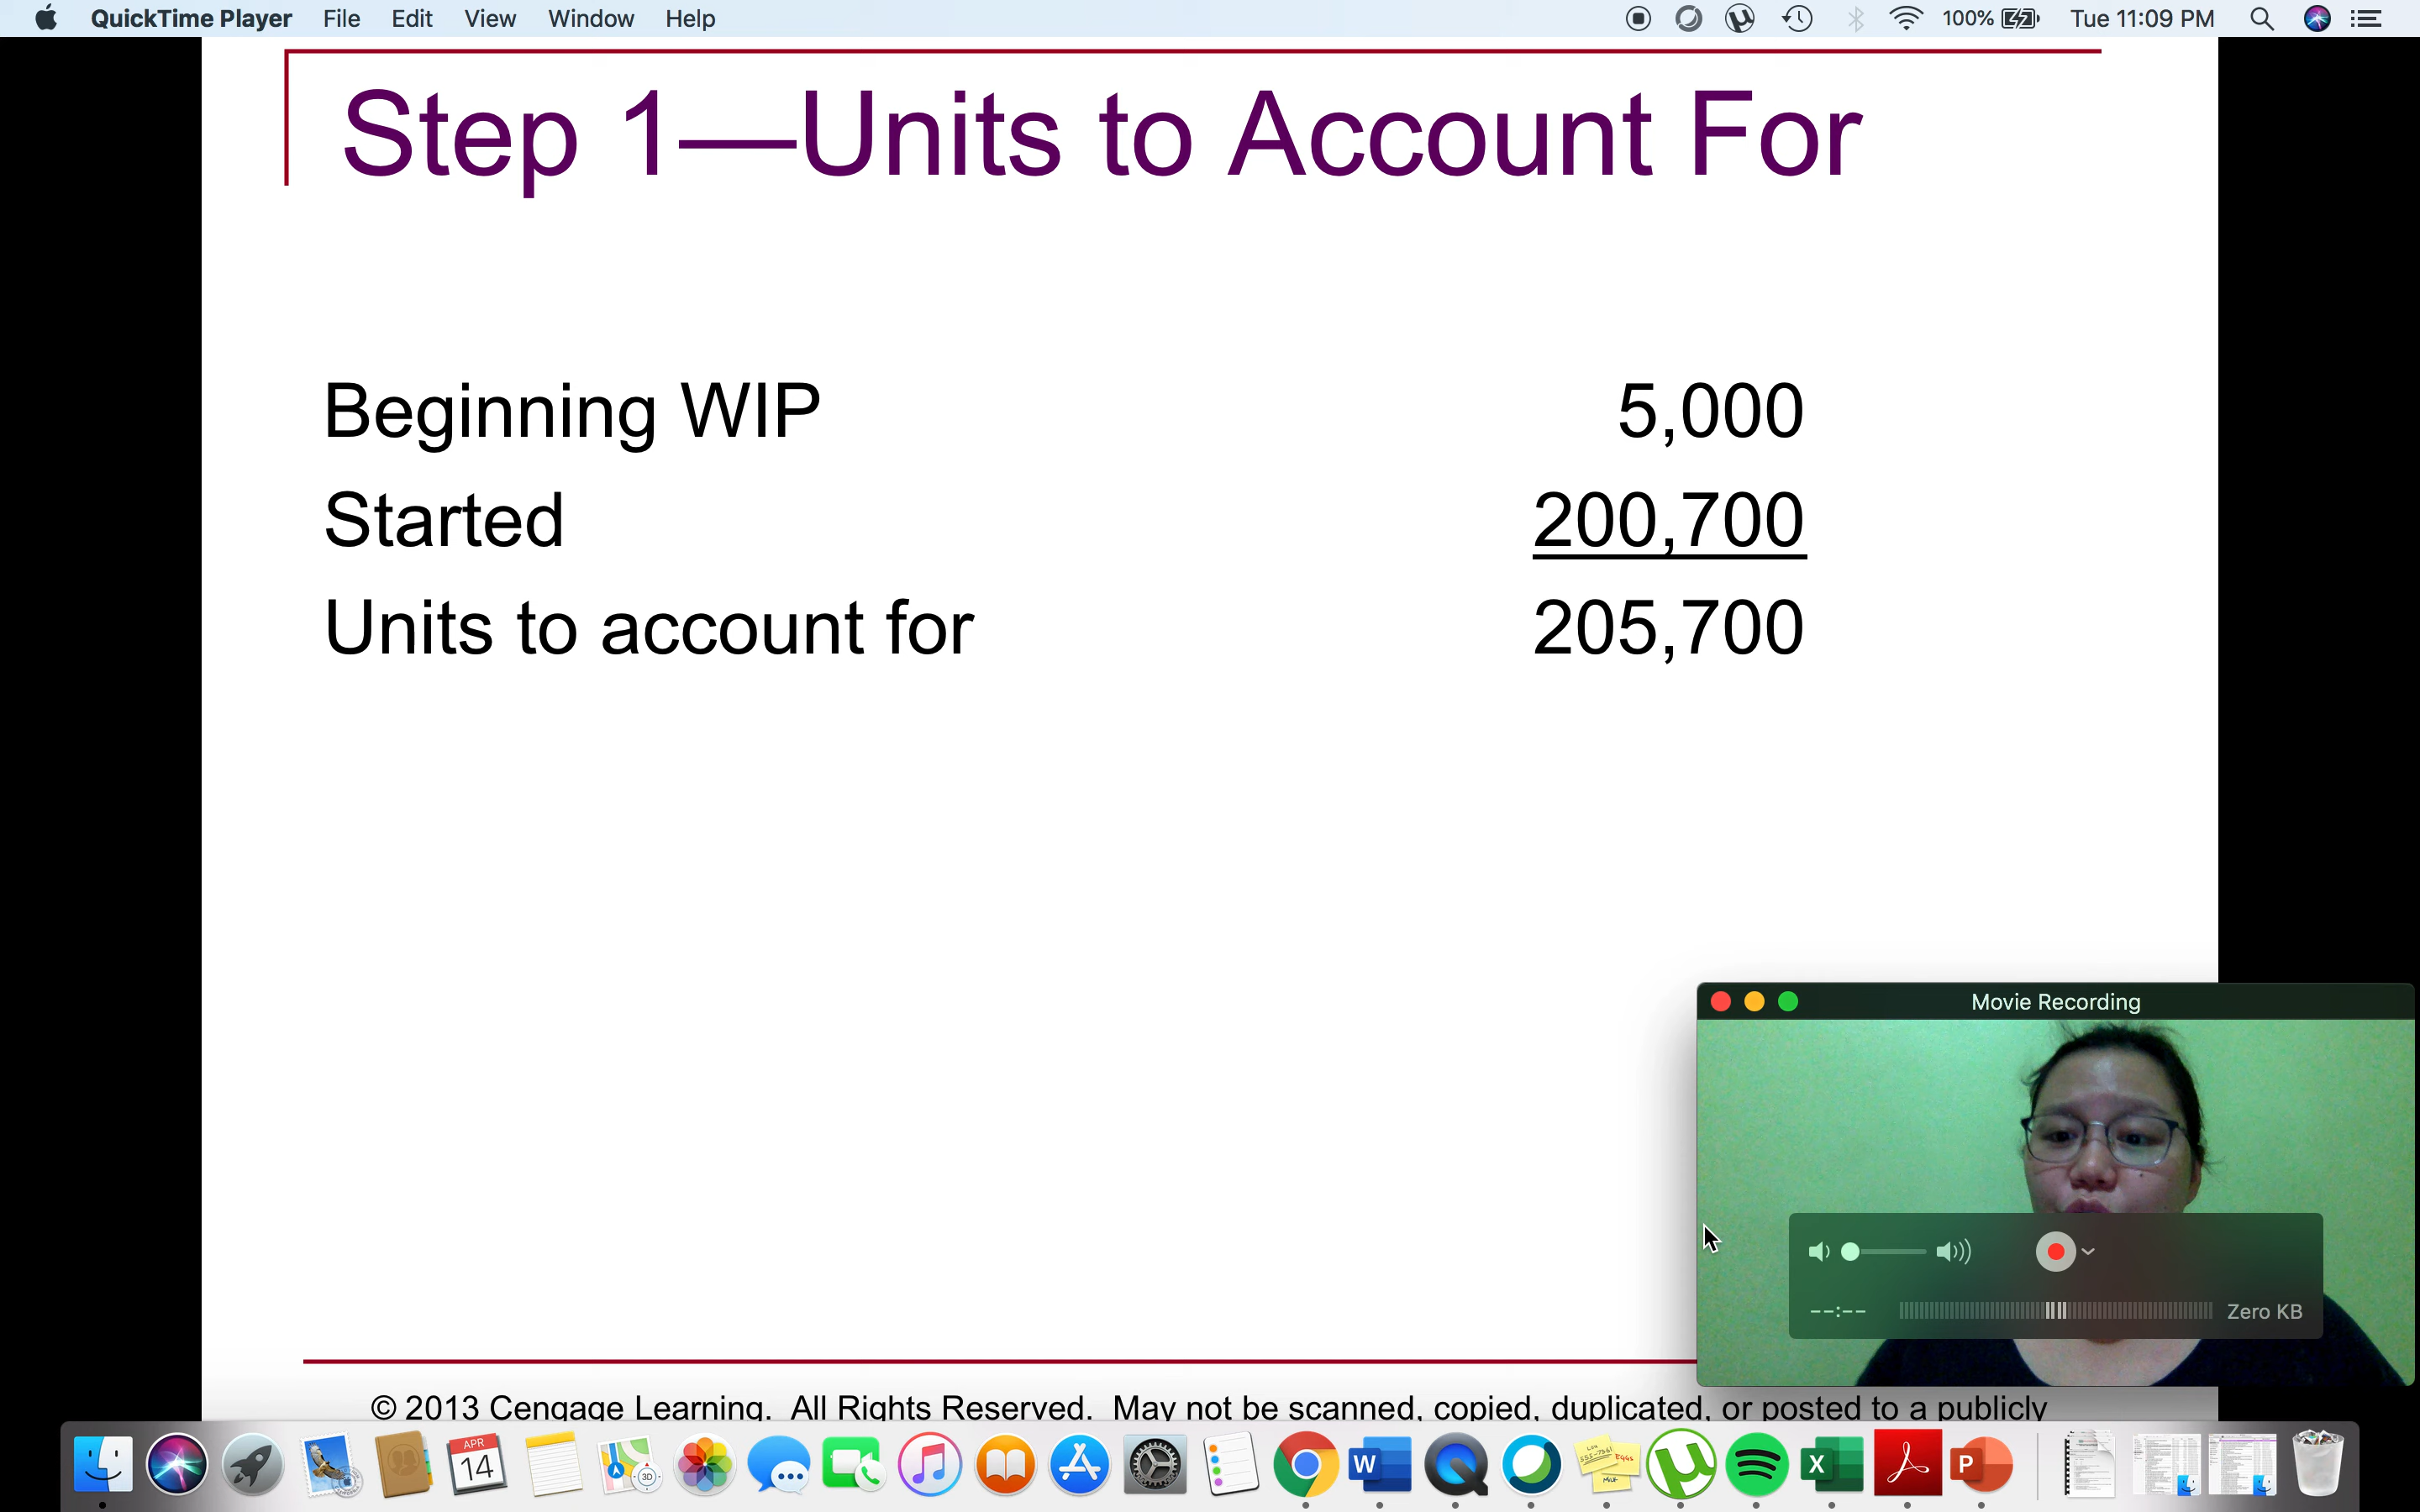 QuickTime Player File Edit View Window Help 100% Tue 11:09 PM
Step 1—Units to Account For
Beginning WIP 5,000
Started 200,700
Units to account for 205,700
Movie Recording
--:-- Zero KB
© 2013 Cengage Learning. All Rights Reserved. May not be scanned, copied, duplicated, or posted to a publicly
APR
14
3D
W
X
P